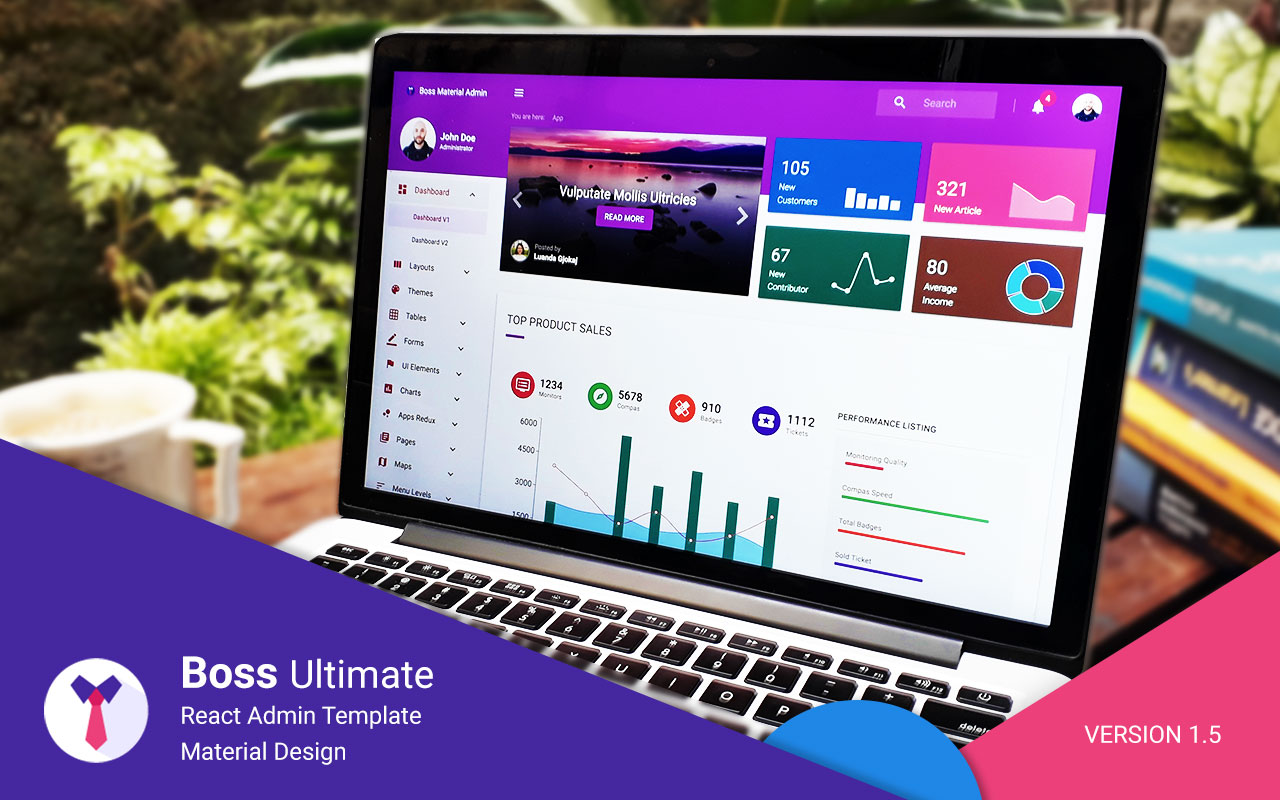 Boss Material Admin
Search
4
You are here: App
John Doe
Administrator
Dashboard
Dashboard V1
Dashboard V2
Layouts
Themes
Tables
Forms
UI Elements
Charts
Apps Redux
Pages
Maps
Menu Levels
Vulputate Mollis Ultricies
READ MORE
Posted by
Luanda Gjokaj
105
New
Customers
321
New Article
67
New
Contributor
80
Average
Income
TOP PRODUCT SALES
1234
Monitors
5678
Compas
910
Badges
1112
Tickets
6000
4500
3000
1500
PERFORMANCE LISTING
Monitoring Quality
Compas Speed
Total Badges
Sold Ticket
delete
Boss Ultimate
React Admin Template
Material Design
VERSION 1.5